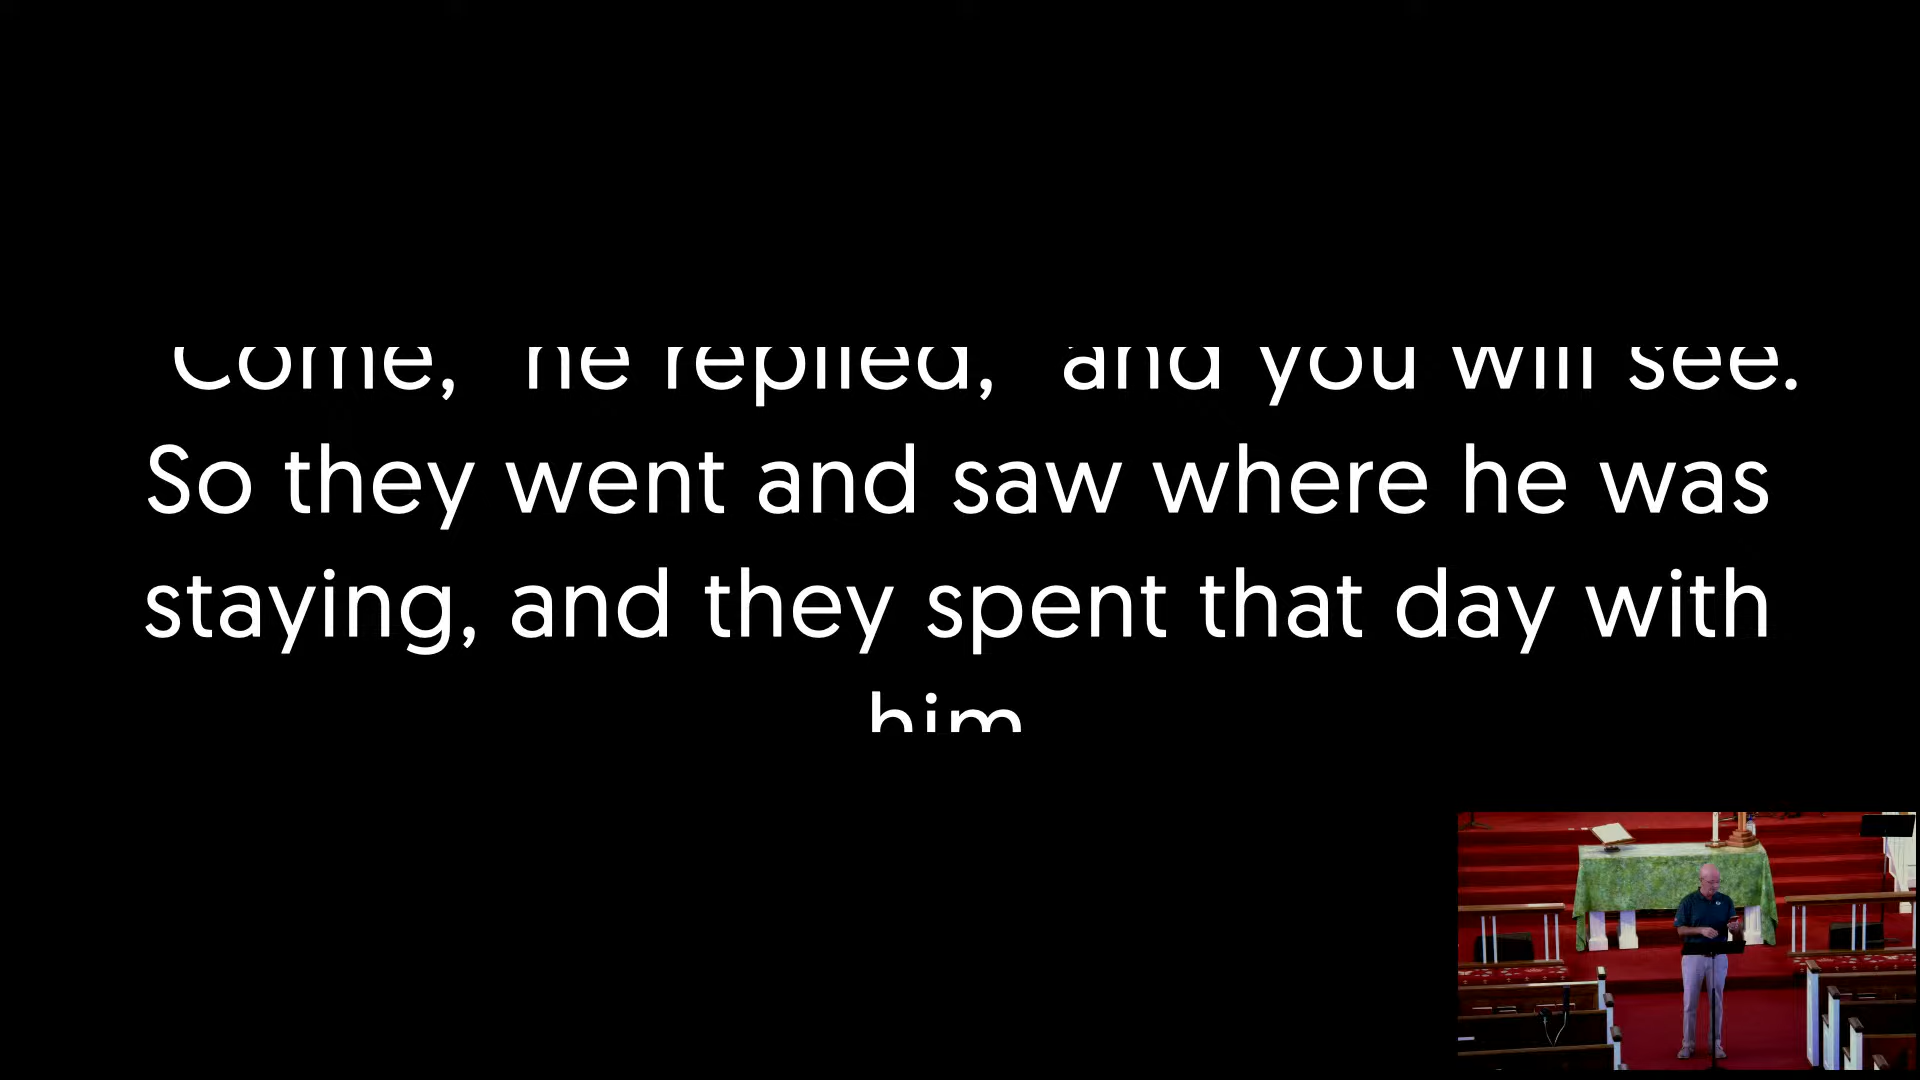 Come," he replied, "and you will see.
So they went and saw where he was
staying, and they spent that day with
him